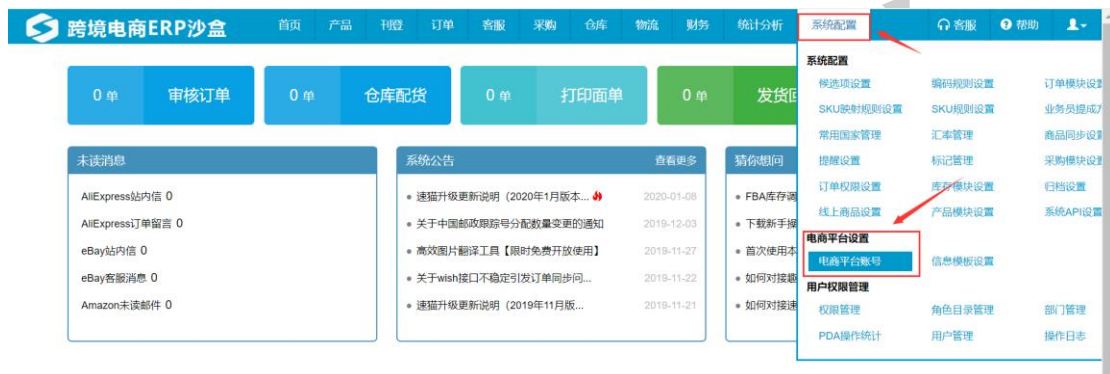 跨境电商ERP沙盒 首页 产品 刊登 订单 客服 采购 仓库 物流 财务 统计分析 系统配置 客服 帮助
0 单 审核订单 0 单 仓库配货 0 单 打印面单 0 单 发货
未读消息
AliExpress站内信 0
AliExpress订单留言 0
eBay站内信 0
eBay客服消息 0
Amazon未读邮件 0
系统公告 查看更多
速猫升级更新说明（2020年1月版本... 2020-01-08
关于中国邮政跟踪号分配数量变更的通知 2019-12-03
高效图片翻译工具【限时免费开放使用】 2019-11-27
关于wish接口不稳定引发订单同步问... 2019-11-22
速猫升级更新说明（2019年11月版... 2019-11-21
猜你想问
FBA库存调
下载新手操
首次使用本
如何对接
如何对接速
系统配置
候选项设置 编码规则设置 订单模块设置
SKU映射规则设置 SKU规则设置 业务员提成
常用国家管理 汇率管理 商品同步设置
提醒设置 标记管理 采购模块设置
订单权限设置 库存模块设置 归档设置
线上商品设置 产品模块设置 系统API设置
电商平台设置
电商平台账号 信息模板设置
用户权限管理
权限管理 角色目录管理 部门管理
PDA操作统计 用户管理 操作日志